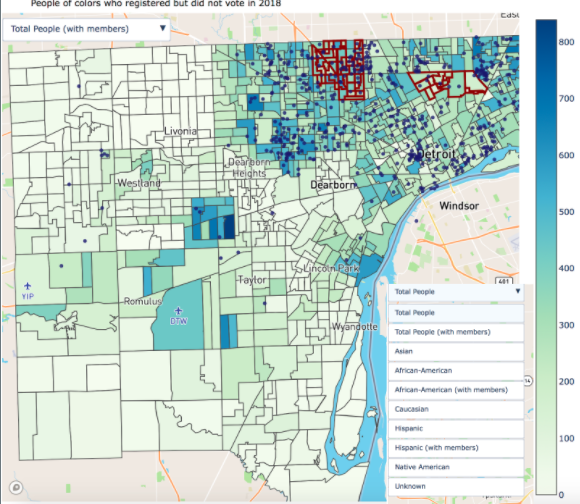 People of colors who registered but did not vote in 2018
Total People (with members) ▼
Livonia
Dearborn
Heights
Westland
Detroit
Dearborn
Windsor
Lincoln Park
Taylor
YIP
Romulus
DTW
Wyandotte
401
Total People ▼
Total People
Total People (with members)
Asian
African-American
African-American (with members)
Caucasian
Hispanic
Hispanic (with members)
Native American
Unknown
800
700
600
500
400
300
200
100
0